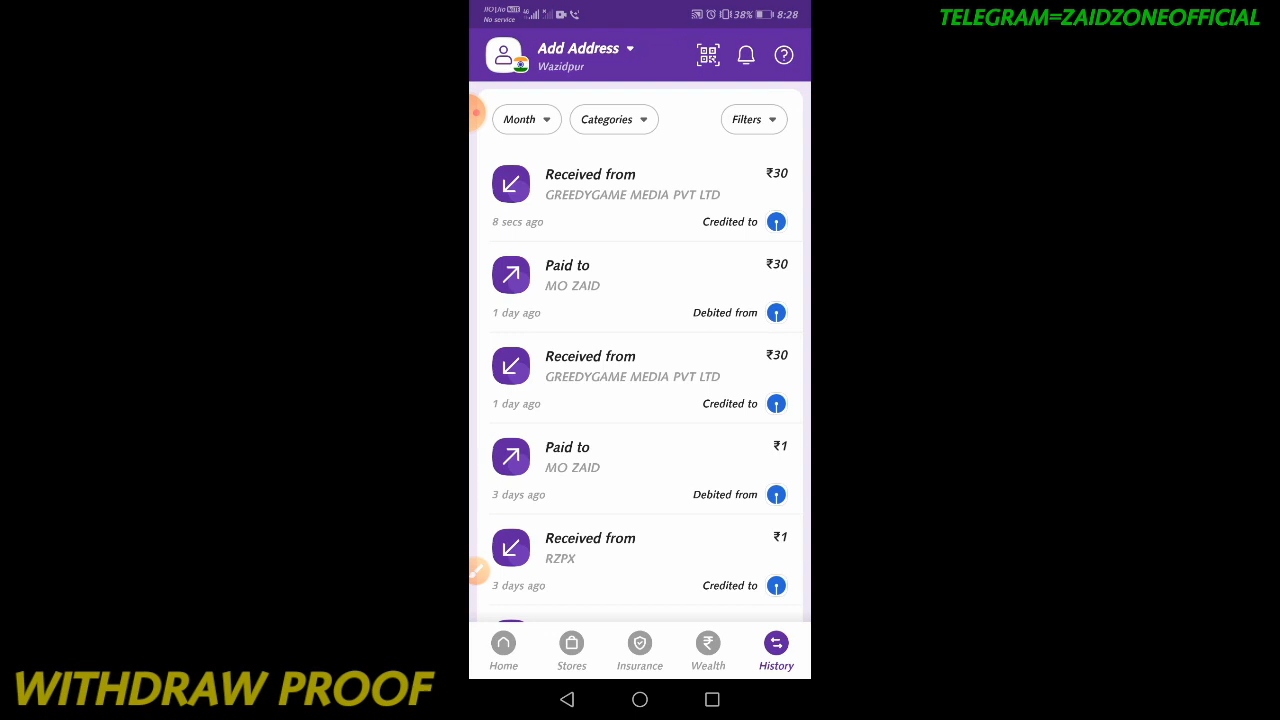 TELEGRAM=ZAIDZONEOFFICIAL
JIO|Jio
No service
4G
38%
8:28
Add Address
Wazidpur
Month
Categories
Filters
Received from
₹30
GREEDYGAME MEDIA PVT LTD
8 secs ago
Credited to
Paid to
₹30
MO ZAID
1 day ago
Debited from
Received from
₹30
GREEDYGAME MEDIA PVT LTD
1 day ago
Credited to
Paid to
₹1
MO ZAID
3 days ago
Debited from
Received from
₹1
RZPX
3 days ago
Credited to
Home
Stores
Insurance
Wealth
History
WITHDRAW PROOF